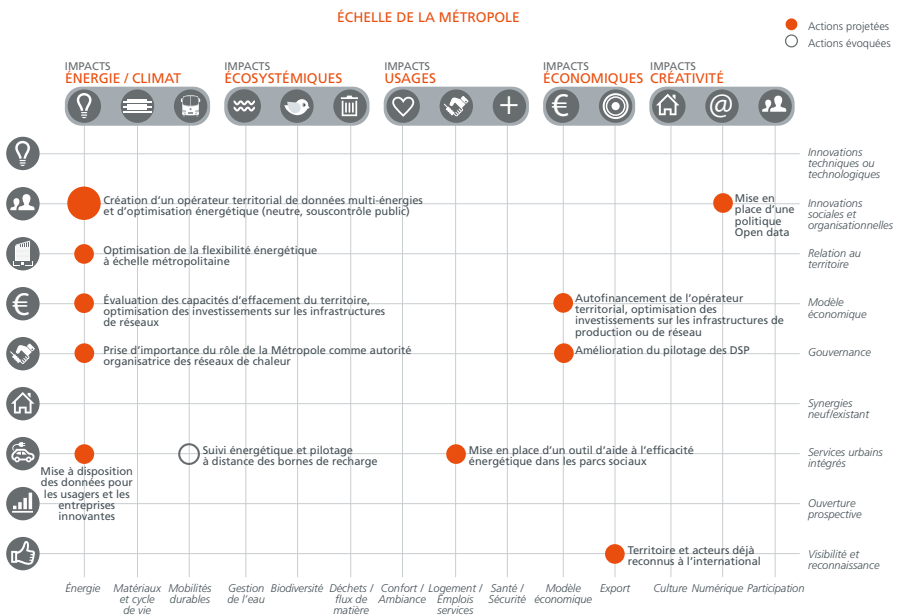 ÉCHELLE DE LA MÉTROPOLE
Actions projetées
Actions évoquées
IMPACTS
ÉNERGIE / CLIMAT
IMPACTS
ÉCOSYSTÉMIQUES
IMPACTS
USAGES
IMPACTS
ÉCONOMIQUES
IMPACTS
CRÉATIVITÉ
Innovations
techniques ou
technologiques
Création d'un opérateur territorial de données multi-énergies
et d'optimisation énergétique (neutre, souscontrôle public)
Mise en
place d'une
politique
Open data
Innovations
sociales et
organisationnelles
Optimisation de la flexibilité énergétique
à échelle métropolitaine
Relation au
territoire
Évaluation des capacités d'effacement du territoire,
optimisation des investissements sur les infrastructures
de réseaux
Autofinancement de l'opérateur
territorial, optimisation des
investissements sur les infrastructures de
production ou de réseau
Modèle
économique
Prise d'importance du rôle de la Métropole comme autorité
organisatrice des réseaux de chaleur
Amélioration du pilotage des DSP
Gouvernance
Synergies
neuf/existant
Mise à disposition
des données pour
les usagers et les
entreprises
innovantes
Suivi énergétique et pilotage
à distance des bornes de recharge
Mise en place d'un outil d'aide à l'efficacité
énergétique dans les parcs sociaux
Services urbains
intégrés
Ouverture
prospective
Territoire et acteurs déjà
reconnus à l'international
Visibilité et
reconnaissance
Énergie
Matériaux
et cycle
de vie
Mobilités
durables
Gestion
de l'eau
Biodiversité
Déchets /
flux de
matière
Confort /
Ambiance
Logement /
Emplois
services
Santé /
Sécurité
Modèle
économique
Export
Culture
Numérique
Participation